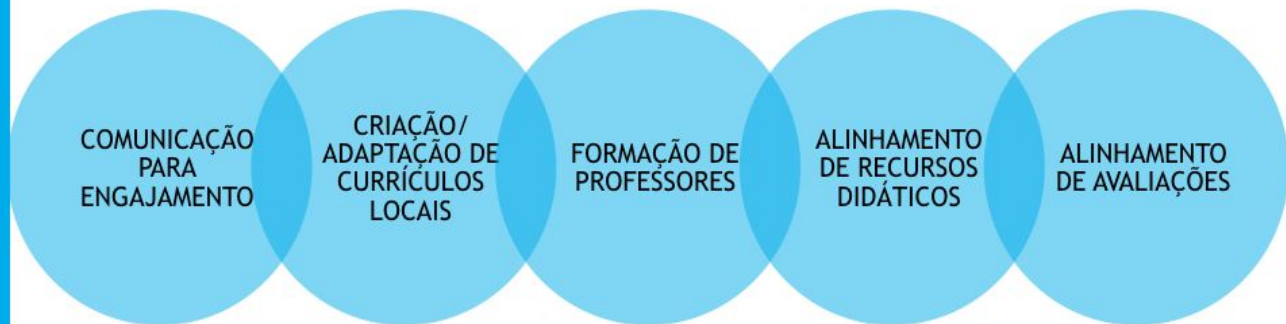 COMUNICAÇÃO
PARA
ENGAJAMENTO
CRIAÇÃO/
ADAPTAÇÃO DE
CURRÍCULOS
LOCAIS
FORMAÇÃO DE
PROFESSORES
ALINHAMENTO
DE RECURSOS
DIDÁTICOS
ALINHAMENTO
DE AVALIAÇÕES